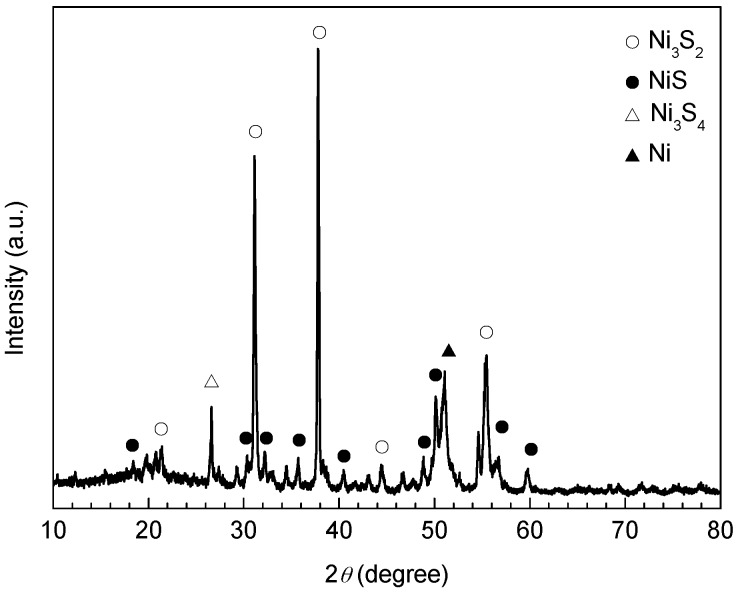 ○ Ni₃S₂
● NiS
△ Ni₃S₄
▲ Ni
Intensity (a.u.)
10 20 30 40 50 60 70 80
2θ (degree)